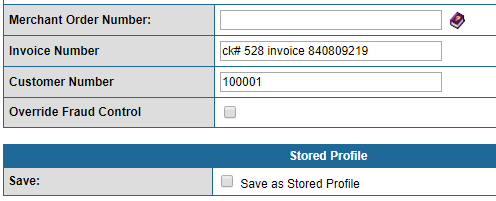 Merchant Order Number:
Invoice Number ck# 528 invoice 840809219
Customer Number 100001
Override Fraud Control
Stored Profile
Save: Save as Stored Profile